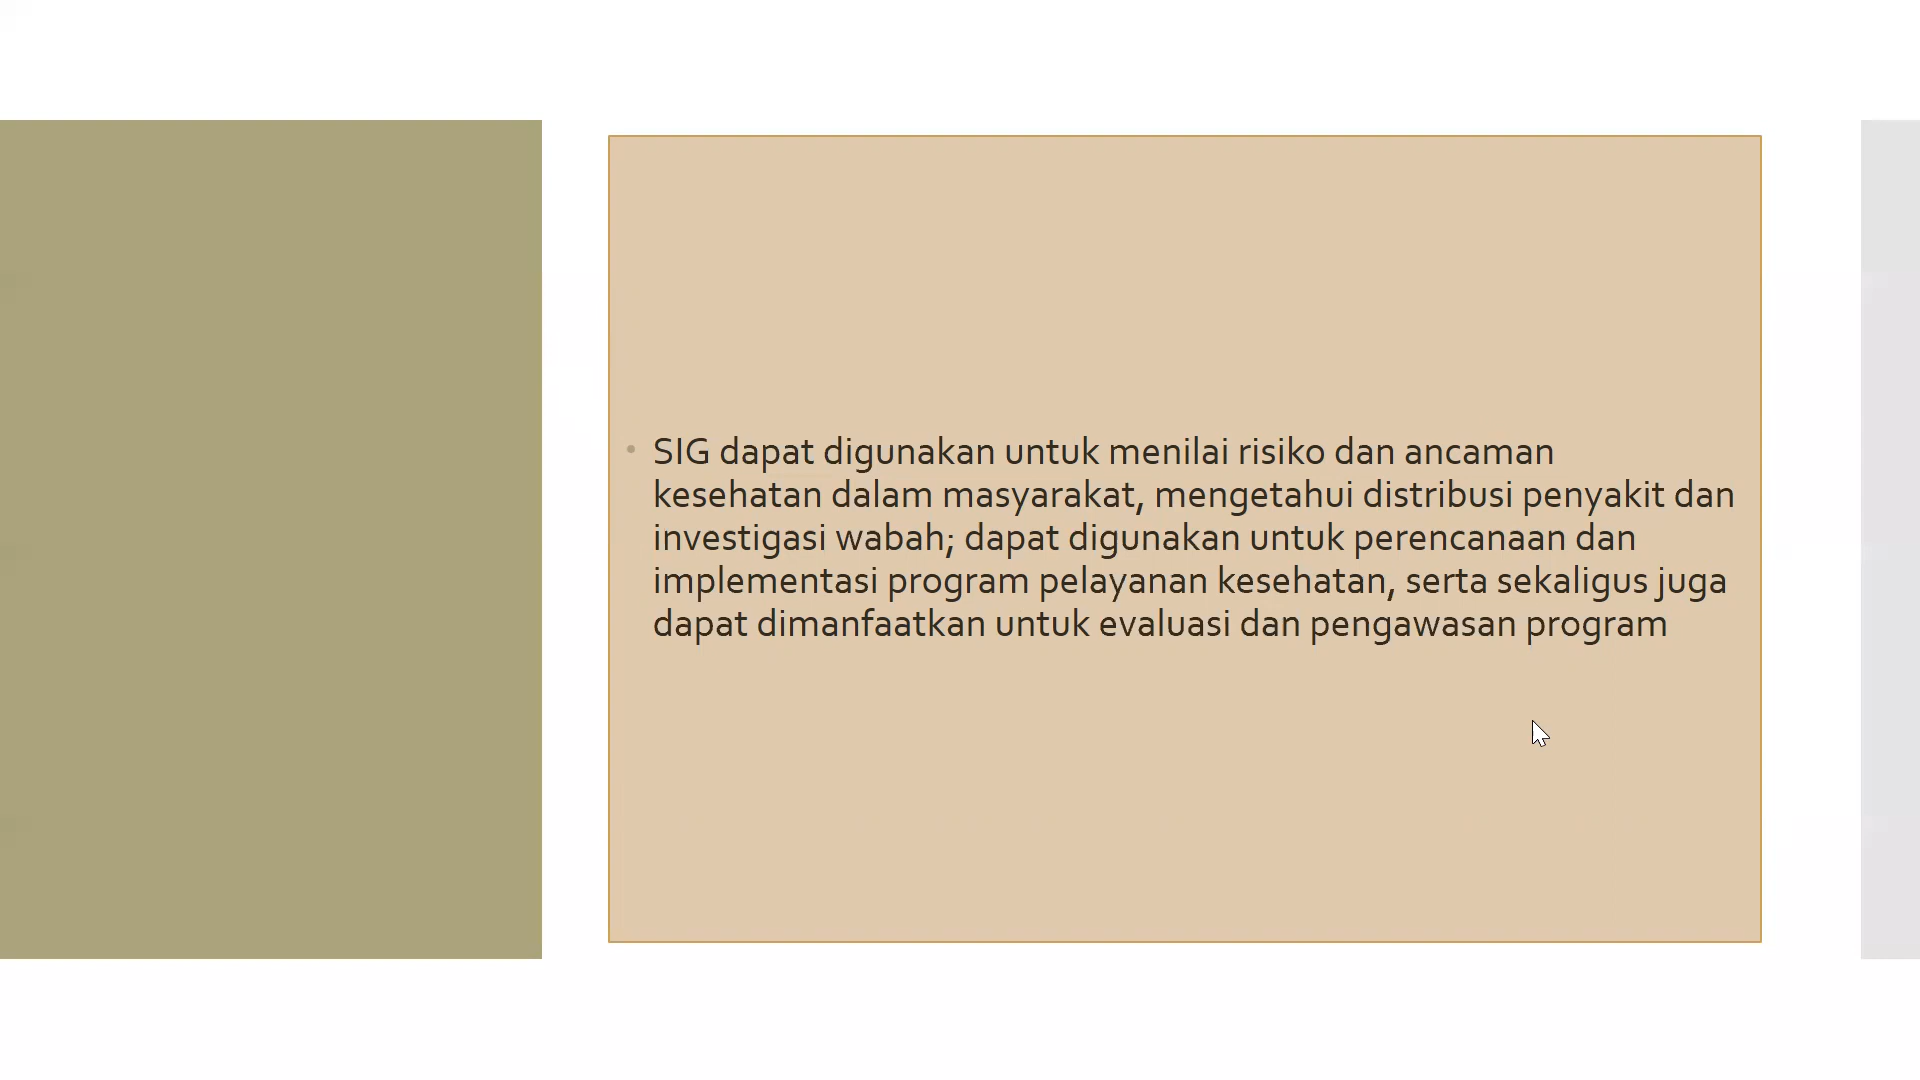 • SIG dapat digunakan untuk menilai risiko dan ancaman
kesehatan dalam masyarakat, mengetahui distribusi penyakit dan
investigasi wabah; dapat digunakan untuk perencanaan dan
implementasi program pelayanan kesehatan, serta sekaligus juga
dapat dimanfaatkan untuk evaluasi dan pengawasan program